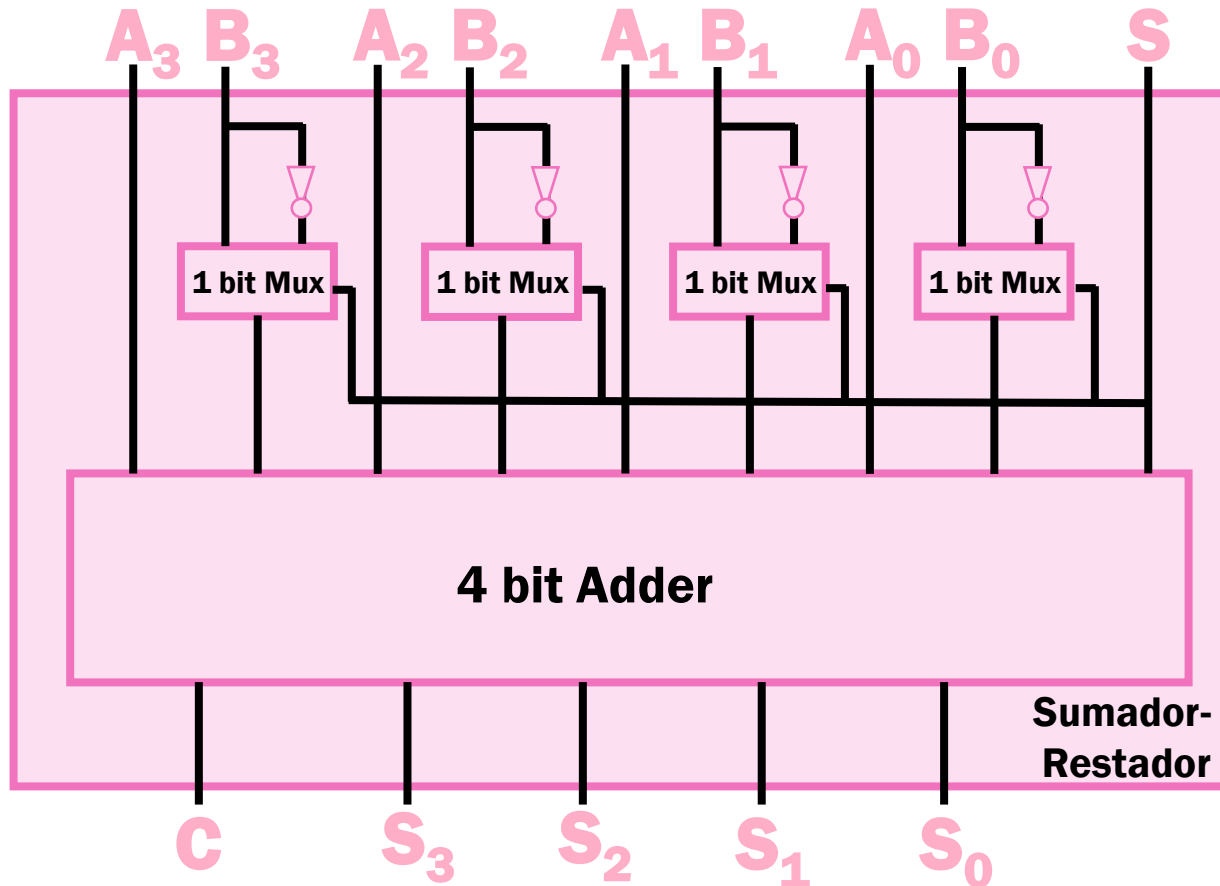 A₃ B₃ A₂ B₂ A₁ B₁ A₀ B₀ S
1 bit Mux 1 bit Mux 1 bit Mux 1 bit Mux
4 bit Adder
Sumador-
Restador
C S₃ S₂ S₁ S₀